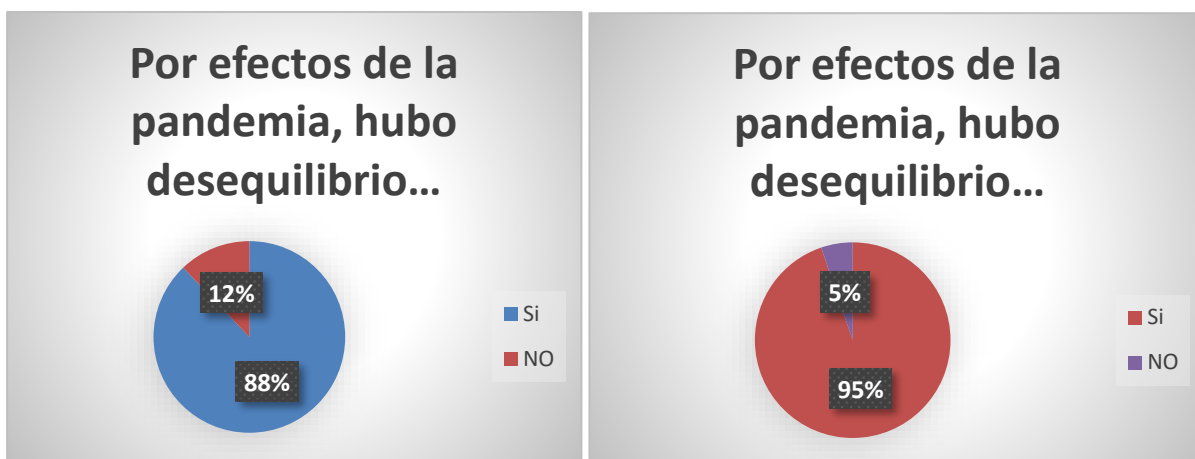 Por efectos de la
pandemia, hubo
desequilibrio...
12%
88%
Si
NO
Por efectos de la
pandemia, hubo
desequilibrio...
5%
95%
Si
NO